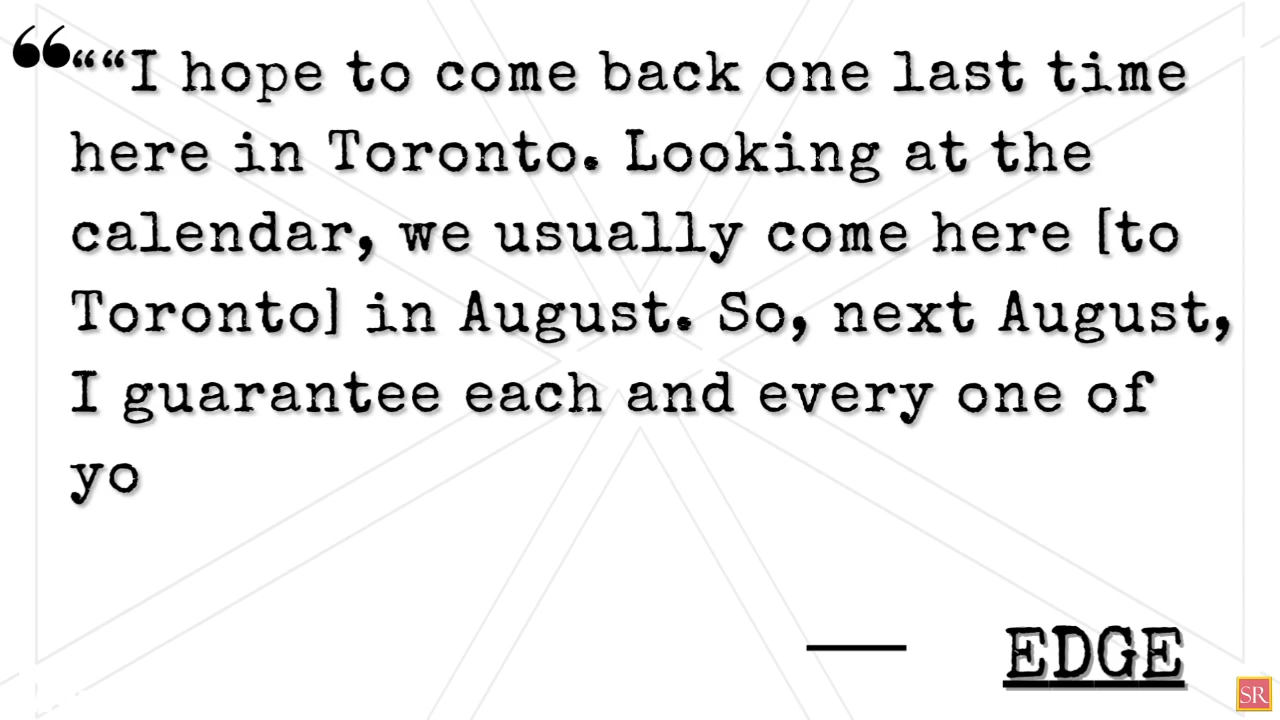 ““““I hope to come back one last time
here in Toronto. Looking at the
calendar, we usually come here [to
Toronto] in August. So, next August,
I guarantee each and every one of
yo
— EDGE
SR